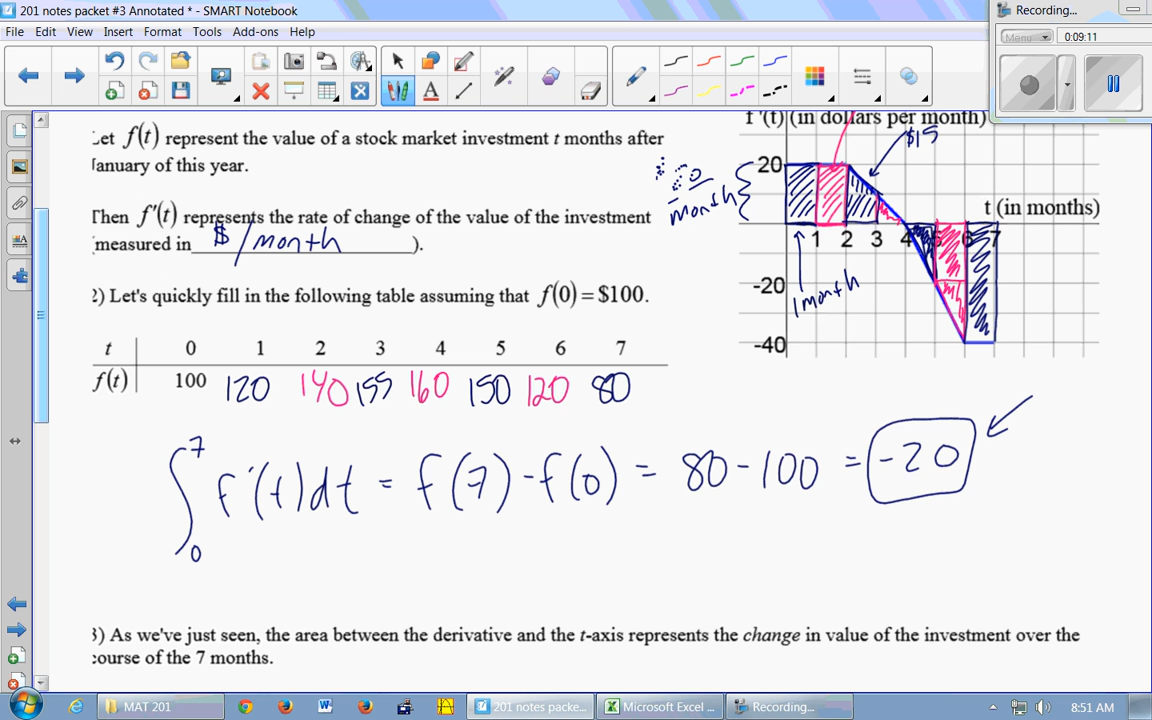 201 notes packet #3 Annotated * - SMART Notebook
Recording...
File Edit View Insert Format Tools Add-ons Help
Menu
0:09:11
Let f(t) represent the value of a stock market investment t months after
January of this year.
Then f'(t) represents the rate of change of the value of the investment
measured in $/month ).
f '(t) (in dollars per month)
$15
20
month
t (in months)
1 2 3 4 5 6 7
-20
1 month
-40
2) Let's quickly fill in the following table assuming that f(0) = $100.
t 0 1 2 3 4 5 6 7
f(t) 100 120 140 155 160 150 120 80
∫₀⁷ f'(t)dt = f(7) - f(0) = 80 - 100 = -20
3) As we've just seen, the area between the derivative and the t-axis represents the change in value of the investment over the
course of the 7 months.
MAT 201
201 notes packe...
Microsoft Excel ...
Recording...
8:51 AM